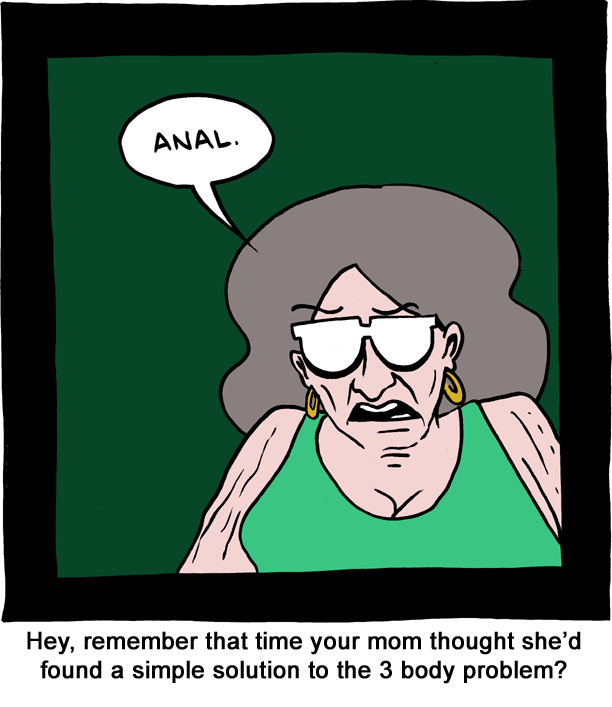 ANAL.
Hey, remember that time your mom thought she'd
found a simple solution to the 3 body problem?